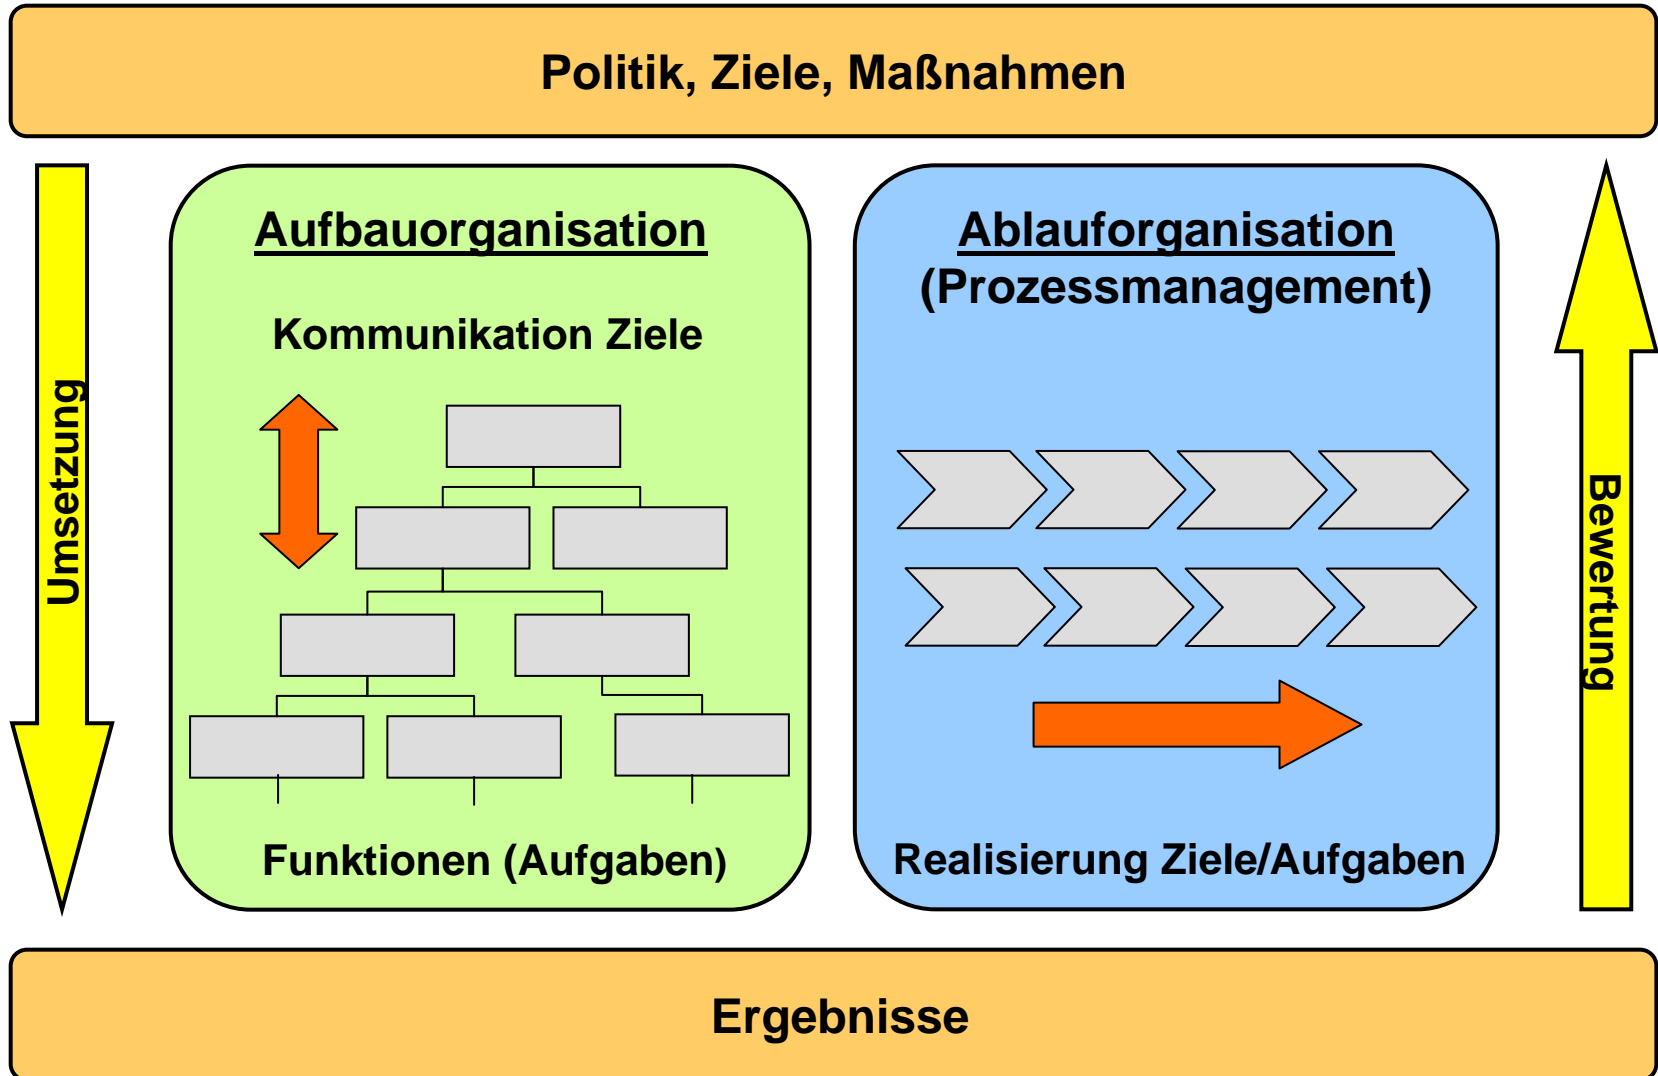 Politik, Ziele, Maßnahmen
Umsetzung
Aufbauorganisation
Kommunikation Ziele
Funktionen (Aufgaben)
Ablauforganisation
(Prozessmanagement)
Realisierung Ziele/Aufgaben
Bewertung
Ergebnisse